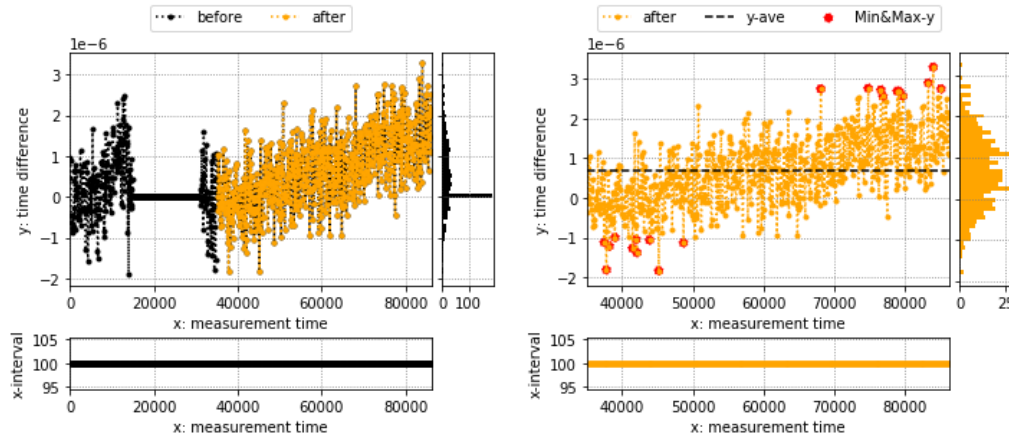 before after
1e−6
y: time difference
3
2
1
0
−1
−2
0 20000 40000 60000 80000
0 100
x: measurement time
x-interval
105
100
95
0 20000 40000 60000 80000
x: measurement time
after y-ave Min&Max-y
1e−6
y: time difference
3
2
1
0
−1
−2
40000 50000 60000 70000 80000
0 25
x: measurement time
x-interval
105
100
95
40000 50000 60000 70000 80000
x: measurement time